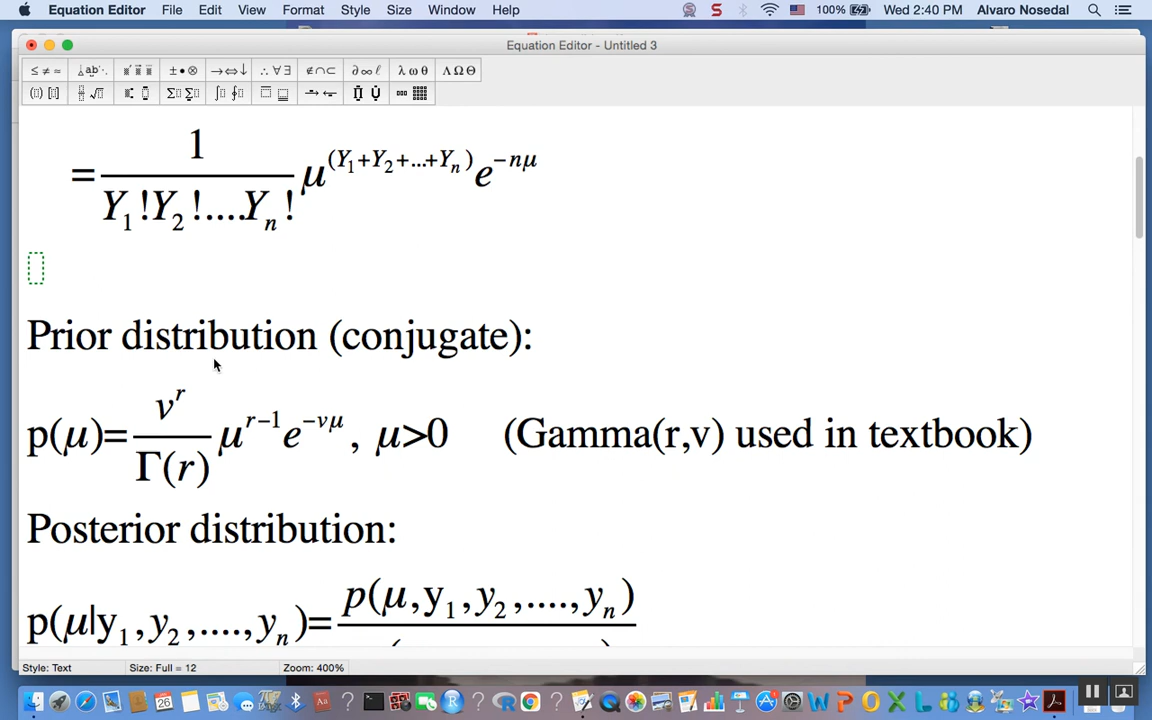 Equation Editor File Edit View Format Style Size Window Help 100% Wed 2:40 PM Alvaro Nosedal
Equation Editor - Untitled 3
= 1 / Y₁!Y₂!....Yₙ! μ^(Y₁+Y₂+...+Yₙ) e^−nμ
Prior distribution (conjugate):
p(μ)= v^r / Γ(r) μ^r−1 e^−vμ , μ>0 (Gamma(r,v) used in textbook)
Posterior distribution:
p(μ|y₁,y₂,....,yₙ)= p(μ,y₁,y₂,....,yₙ)
Style: Text Size: Full = 12 Zoom: 400%